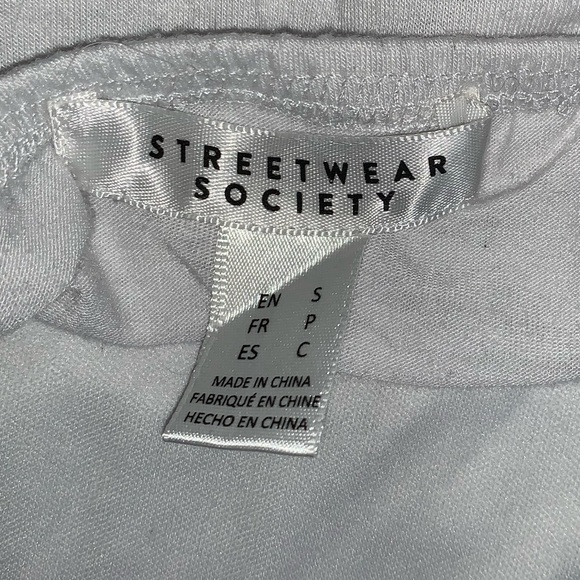 STREETWEAR
SOCIETY
EN S
FR P
ES C
MADE IN CHINA
FABRIQUÉ EN CHINE
HECHO EN CHINA